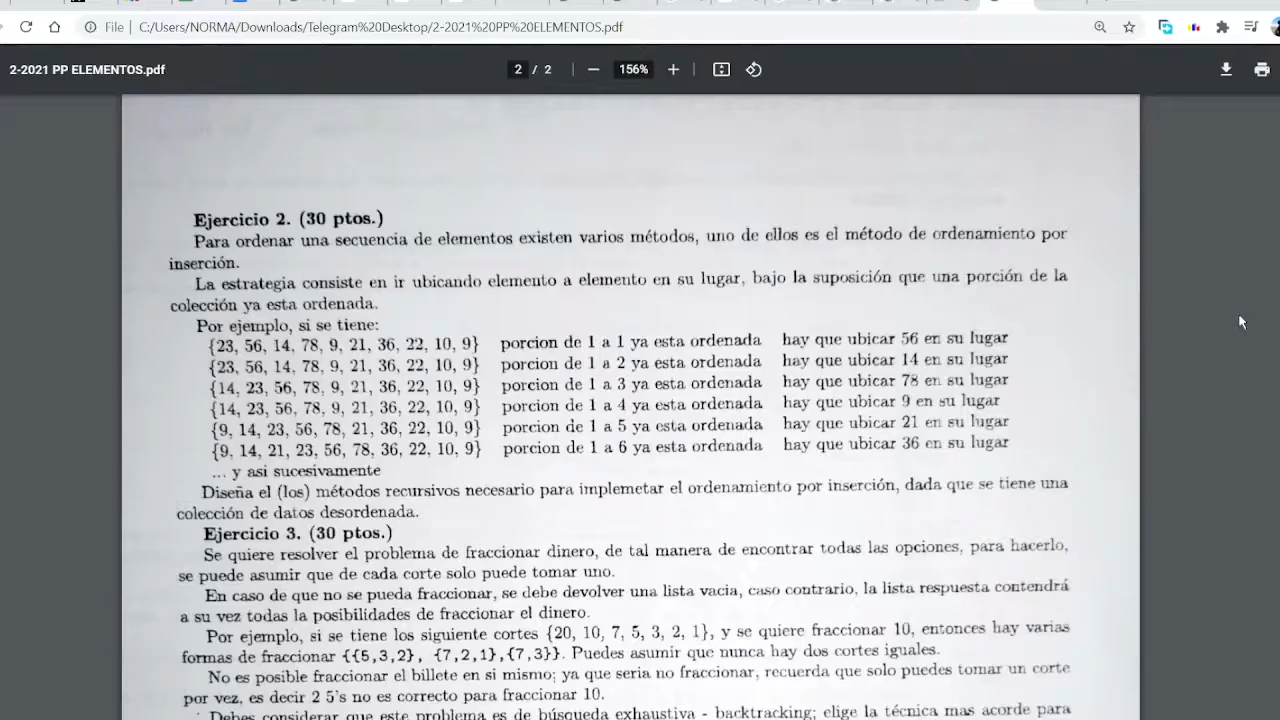 File | C:/Users/NORMA/Downloads/Telegram%20Desktop/2-2021%20PP%20ELEMENTOS.pdf
2-2021 PP ELEMENTOS.pdf 2 / 2 156%
Ejercicio 2. (30 ptos.)
Para ordenar una secuencia de elementos existen varios métodos, uno de ellos es el método de ordenamiento por
inserción.
La estrategia consiste en ir ubicando elemento a elemento en su lugar, bajo la suposición que una porción de la
colección ya esta ordenada.
Por ejemplo, si se tiene:
{23, 56, 14, 78, 9, 21, 36, 22, 10, 9} porcion de 1 a 1 ya esta ordenada hay que ubicar 56 en su lugar
{23, 56, 14, 78, 9, 21, 36, 22, 10, 9} porcion de 1 a 2 ya esta ordenada hay que ubicar 14 en su lugar
{14, 23, 56, 78, 9, 21, 36, 22, 10, 9} porcion de 1 a 3 ya esta ordenada hay que ubicar 78 en su lugar
{14, 23, 56, 78, 9, 21, 36, 22, 10, 9} porcion de 1 a 4 ya esta ordenada hay que ubicar 9 en su lugar
{9, 14, 23, 56, 78, 21, 36, 22, 10, 9} porcion de 1 a 5 ya esta ordenada hay que ubicar 21 en su lugar
{9, 14, 21, 23, 56, 78, 36, 22, 10, 9} porcion de 1 a 6 ya esta ordenada hay que ubicar 36 en su lugar
... y asi sucesivamente
Diseña el (los) métodos recursivos necesario para implemetar el ordenamiento por inserción, dada que se tiene una
colección de datos desordenada.
Ejercicio 3. (30 ptos.)
Se quiere resolver el problema de fraccionar dinero, de tal manera de encontrar todas las opciones, para hacerlo,
se puede asumir que de cada corte solo puede tomar uno.
En caso de que no se pueda fraccionar, se debe devolver una lista vacia, caso contrario, la lista respuesta contendrá
a su vez todas la posibilidades de fraccionar el dinero.
Por ejemplo, si se tiene los siguiente cortes {20, 10, 7, 5, 3, 2, 1}, y se quiere fraccionar 10, entonces hay varias
formas de fraccionar {{5,3,2}, {7,2,1},{7,3}}. Puedes asumir que nunca hay dos cortes iguales.
No es posible fraccionar el billete en si mismo; ya que seria no fraccionar, recuerda que solo puedes tomar un corte
por vez, es decir 2 5's no es correcto para fraccionar 10.
Debes considerar que este problema es de búsqueda exhaustiva - backtracking; elige la técnica mas acorde para